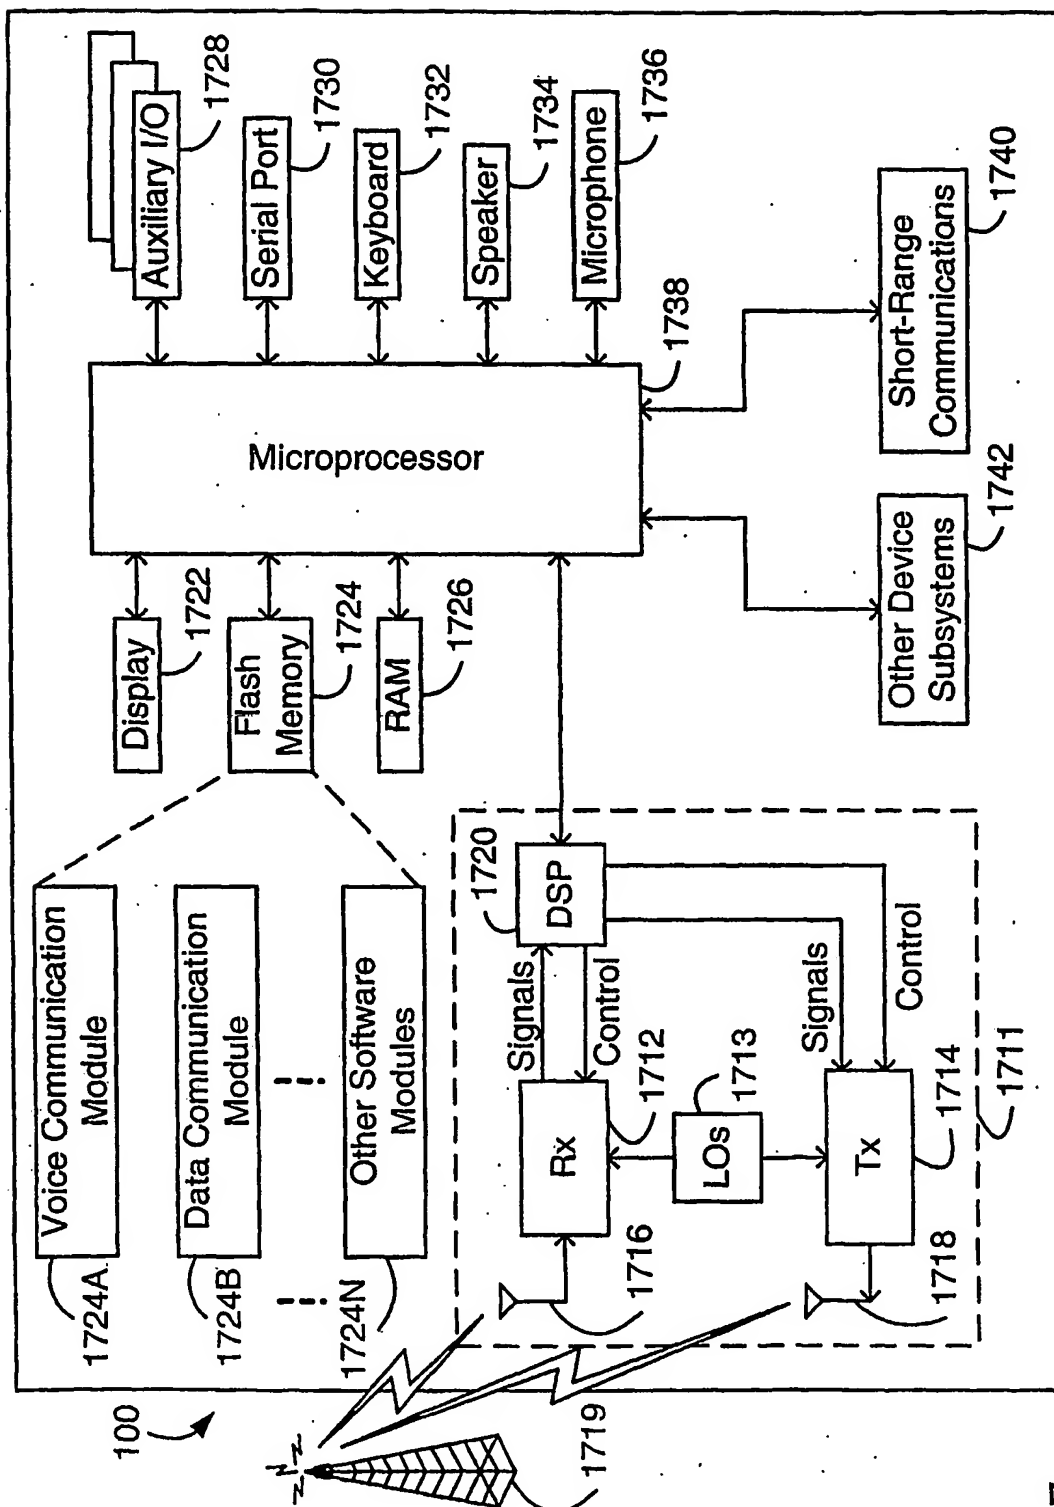 100
1719
Voice Communication
Module
1724A
Data Communication
Module
1724B
Other Software
Modules
1724N
Display
1722
Flash
Memory
1724
RAM
1726
Microprocessor
1738
Auxiliary I/O
1728
Serial Port
1730
Keyboard
1732
Speaker
1734
Microphone
1736
Short-Range
Communications
1740
Other Device
Subsystems
1742
DSP
1720
Signals
Control
Rx
1712
LOs
1713
Signals
Control
Tx
1714
1716
1718
1711